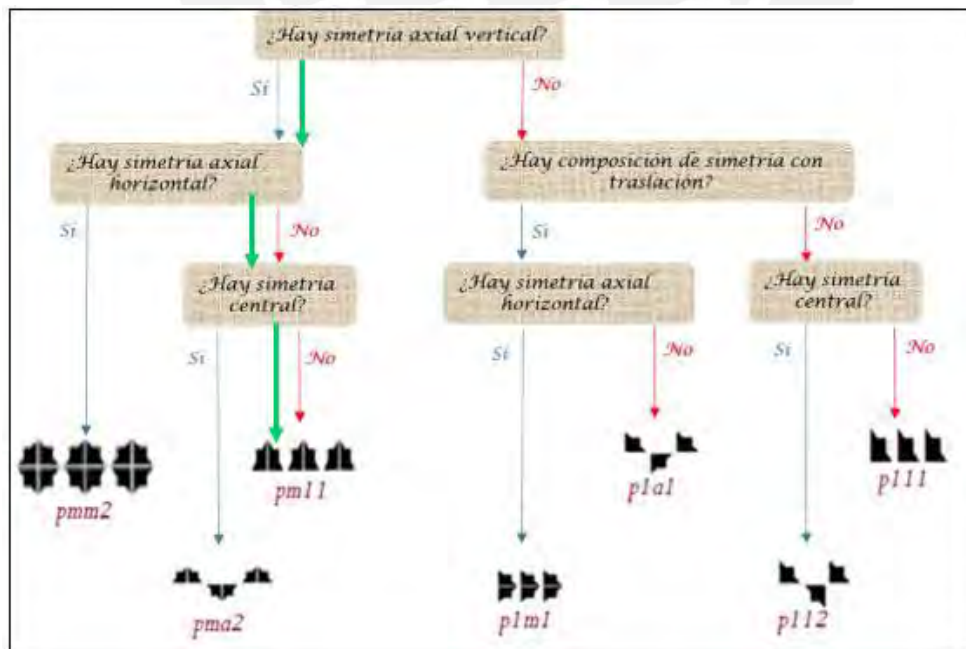 ¿Hay simetría axial vertical?
Sí
No
¿Hay simetría axial
horizontal?
¿Hay composición de simetría con
traslación?
Sí
No
Sí
No
¿Hay simetría
central?
¿Hay simetría axial
horizontal?
¿Hay simetría
central?
Sí
No
Sí
No
Sí
No
pmm2
pm11
p1a1
p111
pma2
p1m1
p112